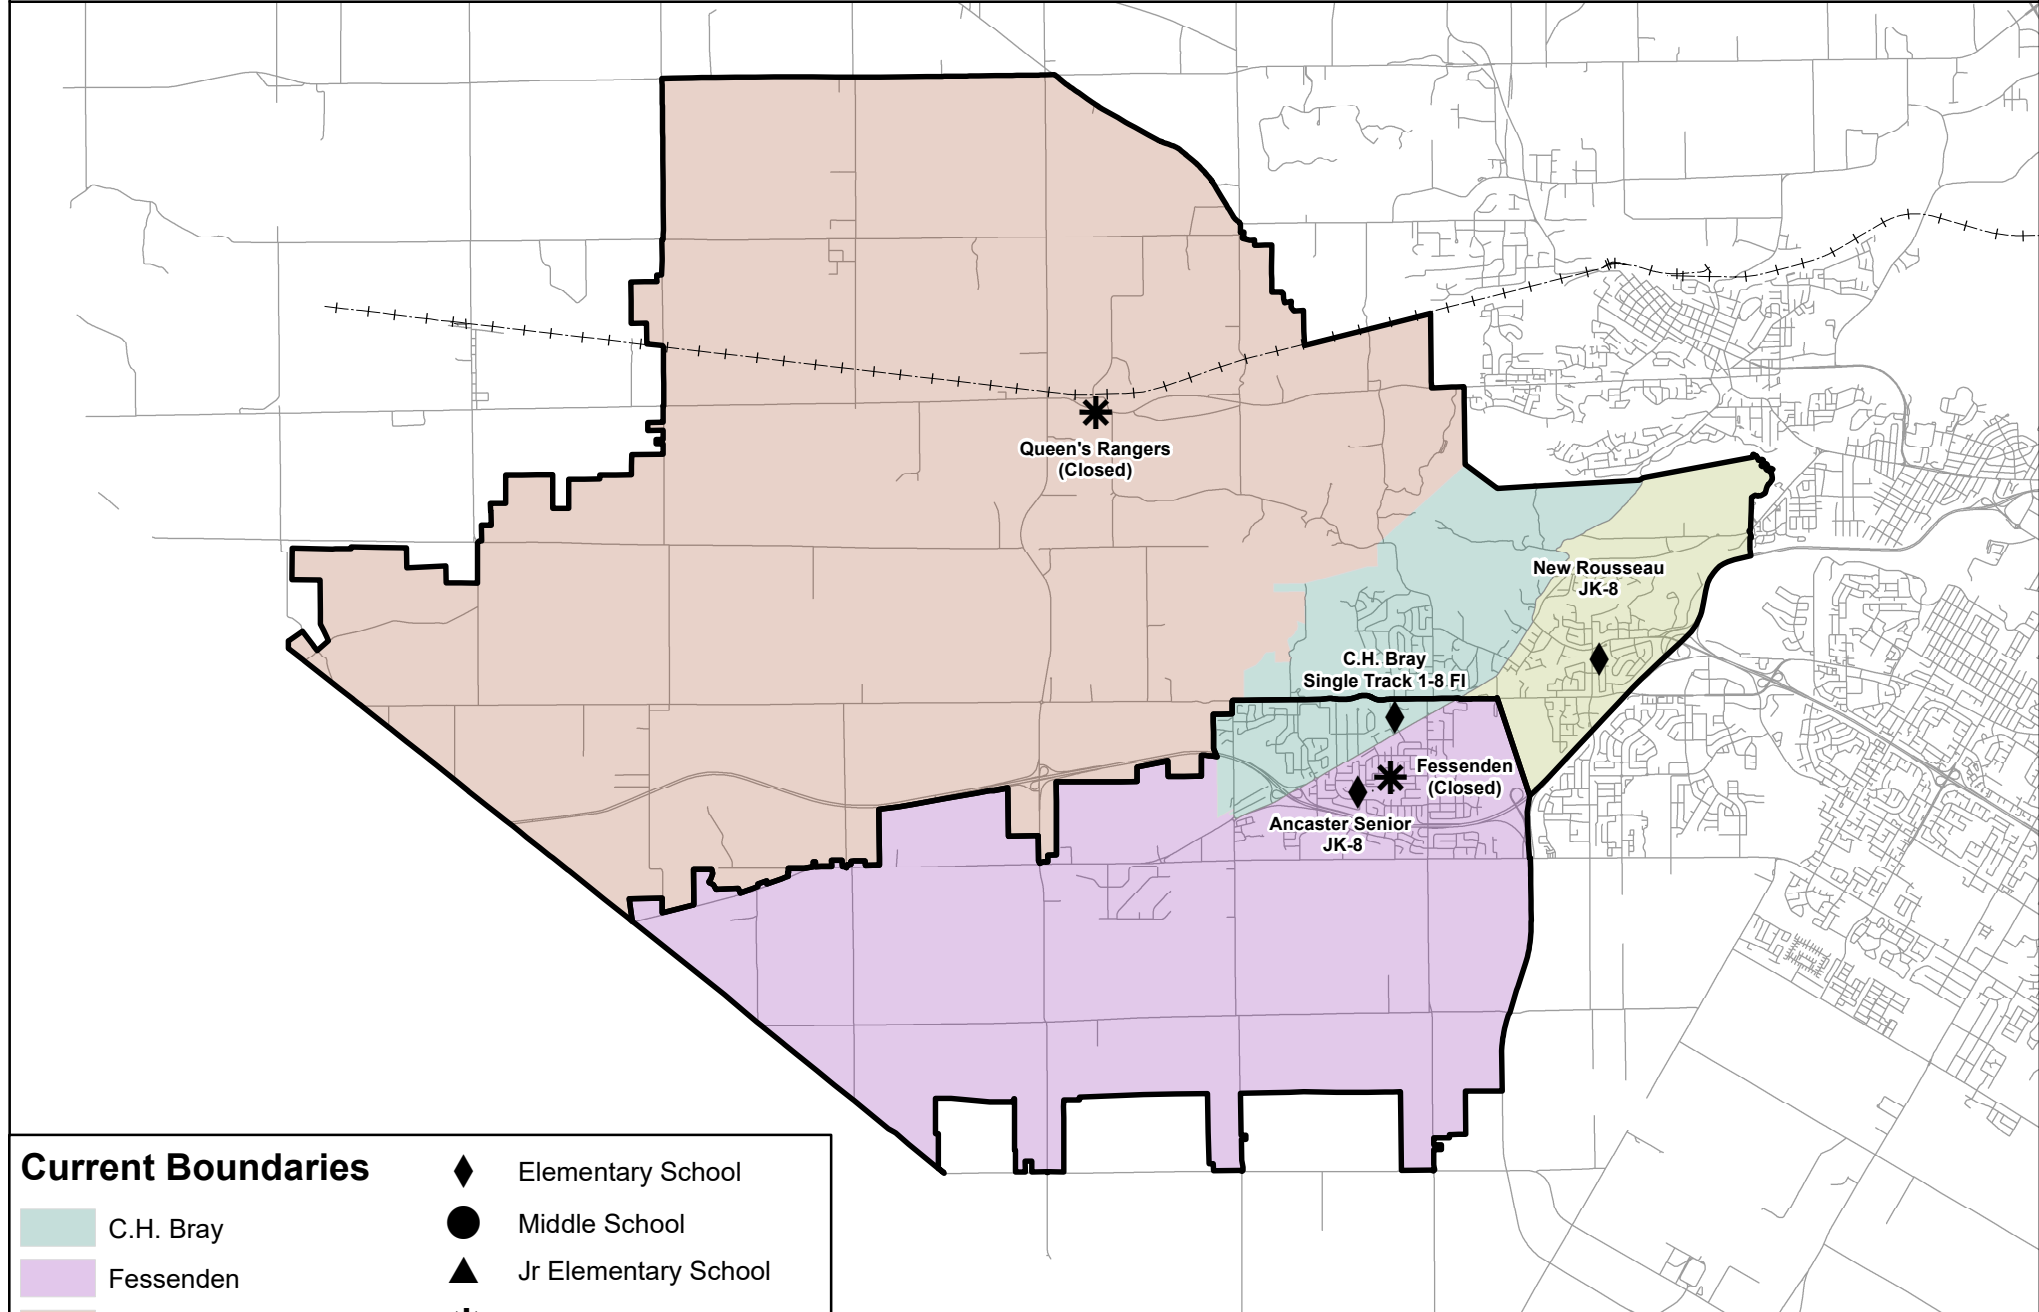 Queen's Rangers
(Closed)
New Rousseau
JK-8
C.H. Bray
Single Track 1-8 FI
Fessenden
(Closed)
Ancaster Senior
JK-8
Current Boundaries
C.H. Bray
Fessenden
Elementary School
Middle School
Jr Elementary School